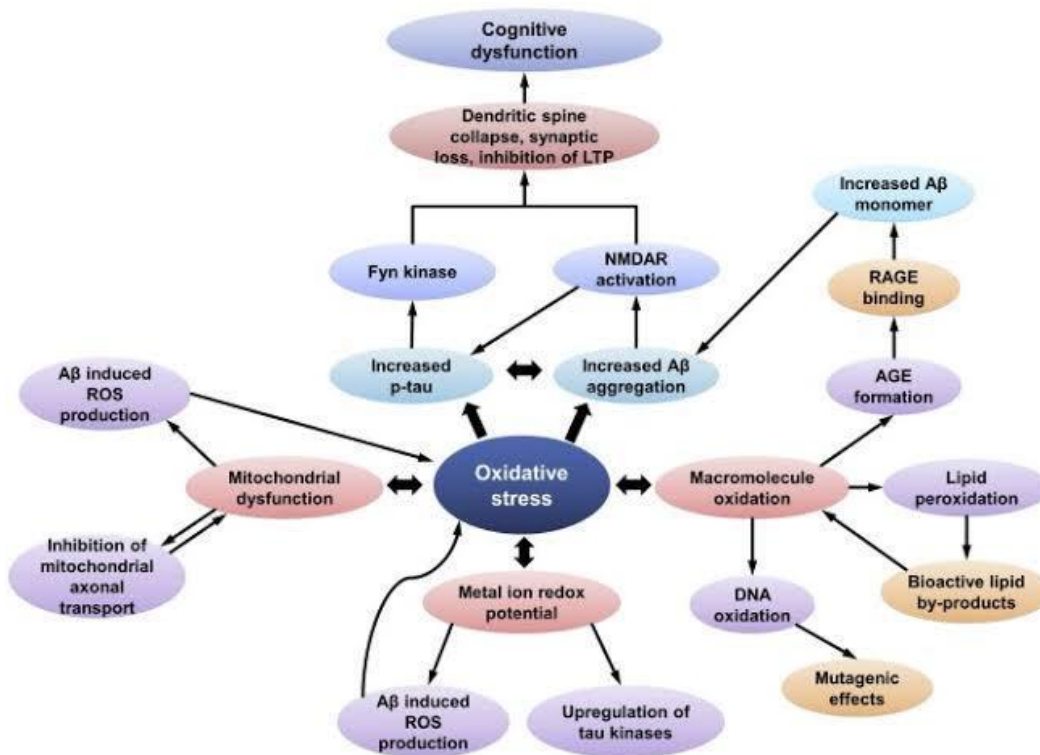 Cognitive
dysfunction
Dendritic spine
collapse, synaptic
loss, inhibition of LTP
Increased Aβ
monomer
Fyn kinase
NMDAR
activation
RAGE
binding
Increased
p-tau
Increased Aβ
aggregation
AGE
formation
Aβ induced
ROS
production
Oxidative
stress
Mitochondrial
dysfunction
Macromolecule
oxidation
Lipid
peroxidation
Inhibition of
mitochondrial
axonal
transport
Metal ion redox
potential
DNA
oxidation
Bioactive lipid
by-products
Mutagenic
effects
Aβ induced
ROS
production
Upregulation of
tau kinases